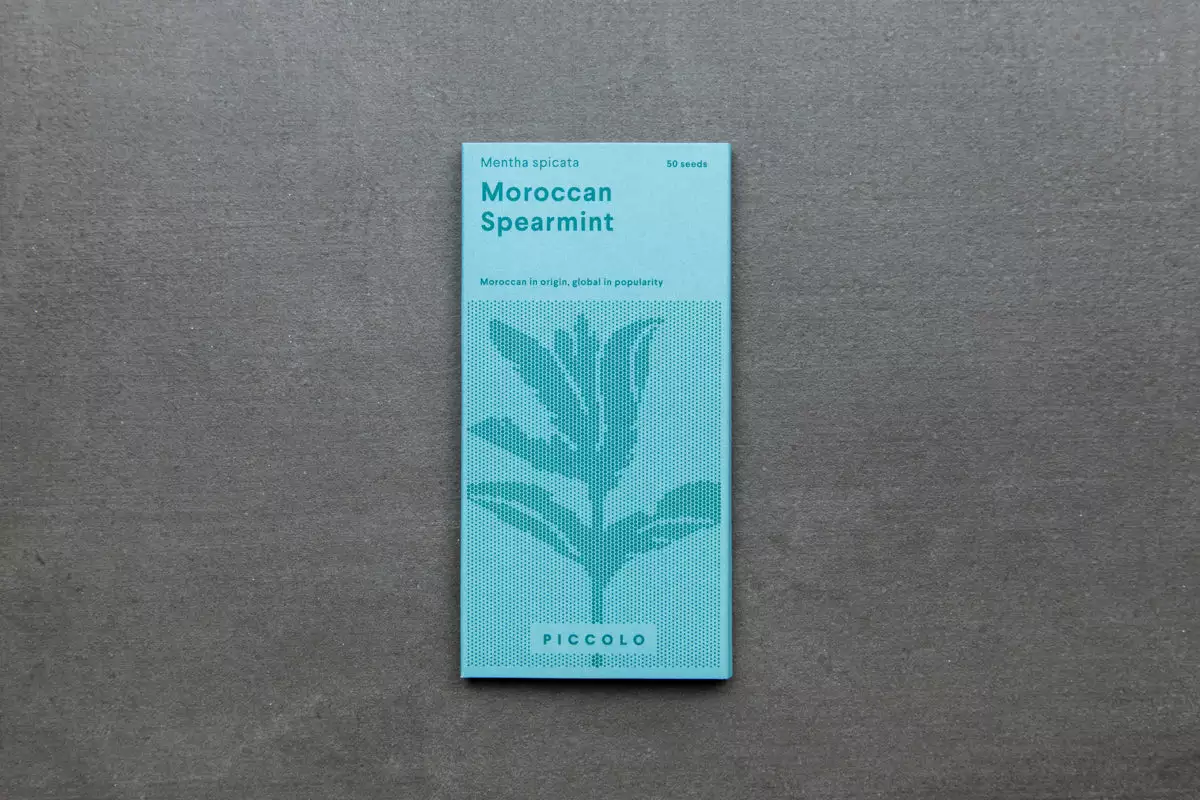 Mentha spicata
50 seeds
Moroccan
Spearmint
Moroccan in origin, global in popularity
PICCOLO